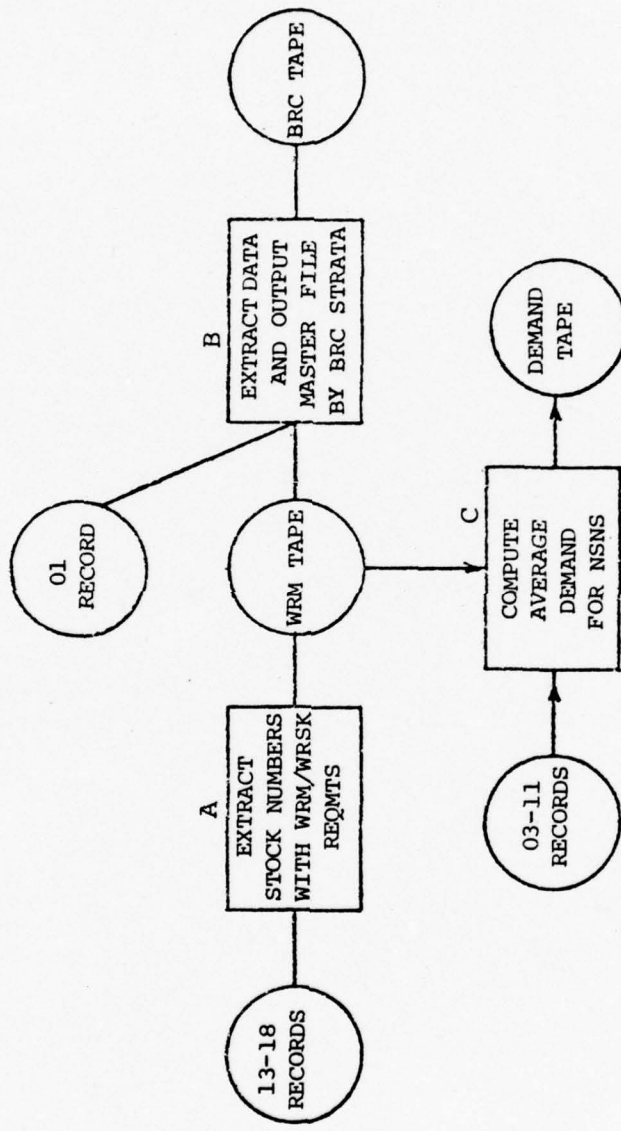 13-18
RECORDS
A
EXTRACT
STOCK NUMBERS
WITH WRM/WRSK
REQMTS
01
RECORD
WRM TAPE
B
EXTRACT DATA
AND OUTPUT
MASTER FILE
BY BRC STRATA
BRC TAPE
03-11
RECORDS
C
COMPUTE
AVERAGE
DEMAND
FOR NSNS
DEMAND
TAPE